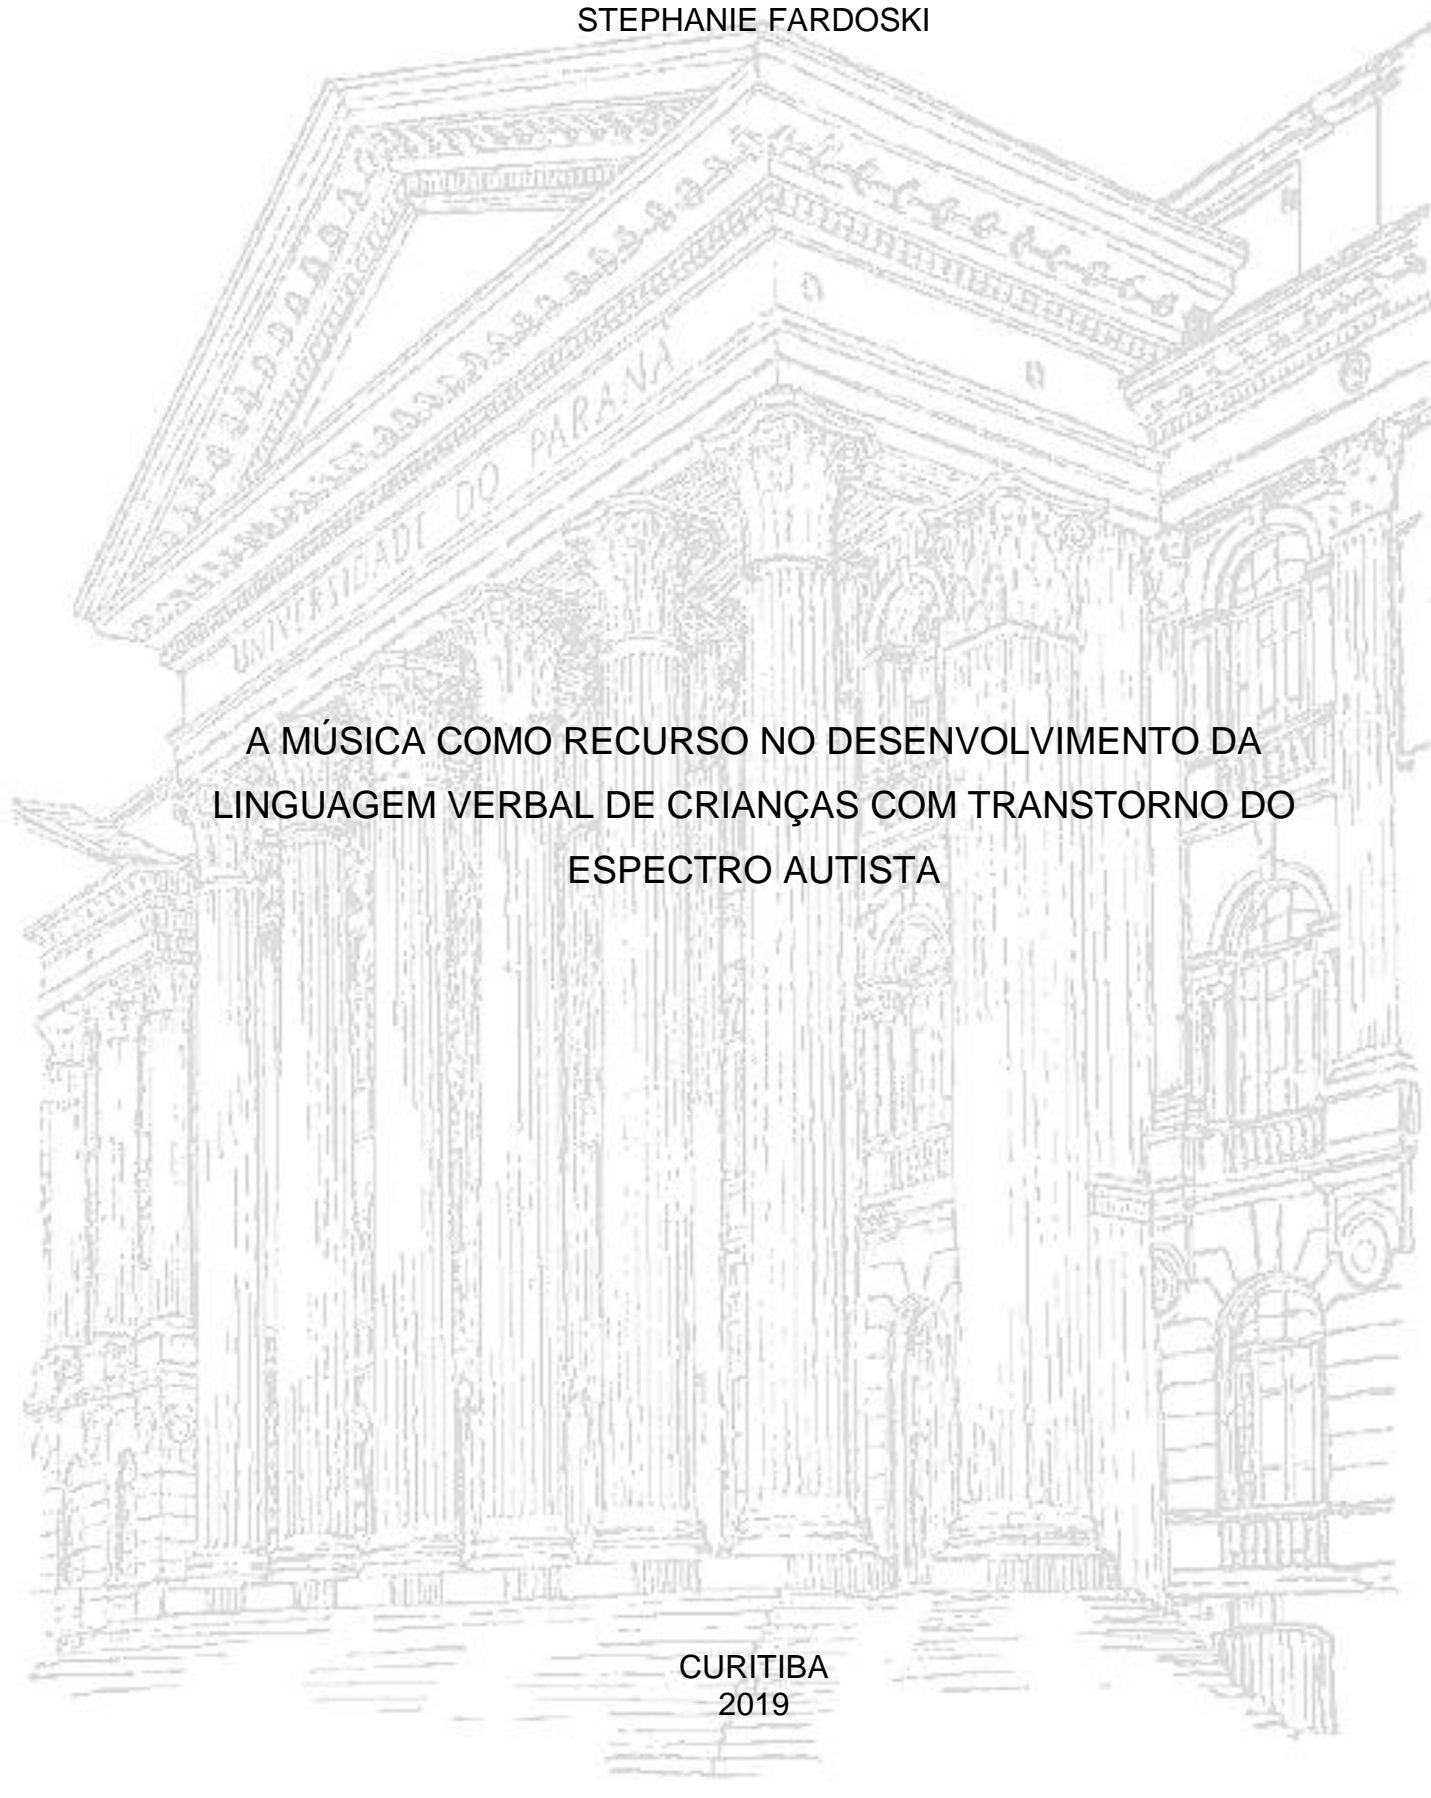 STEPHANIE FARDOSKI
UNIVERSIDADE DO PARANÁ
A MÚSICA COMO RECURSO NO DESENVOLVIMENTO DA
LINGUAGEM VERBAL DE CRIANÇAS COM TRANSTORNO DO
ESPECTRO AUTISTA
CURITIBA
2019